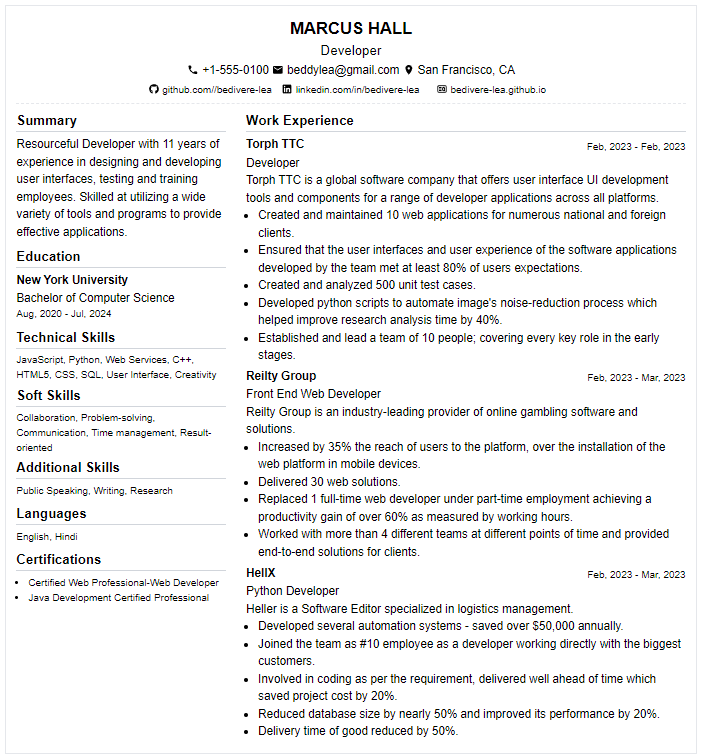 MARCUS HALL
Developer
+1-555-0100 beddylea@gmail.com San Francisco, CA
github.com//bedivere-lea linkedin.com/in/bedivere-lea bedivere-lea.github.io
Summary
Resourceful Developer with 11 years of
experience in designing and developing
user interfaces, testing and training
employees. Skilled at utilizing a wide
variety of tools and programs to provide
effective applications.
Education
New York University
Bachelor of Computer Science
Aug, 2020 - Jul, 2024
Technical Skills
JavaScript, Python, Web Services, C++,
HTML5, CSS, SQL, User Interface, Creativity
Soft Skills
Collaboration, Problem-solving,
Communication, Time management, Result-
oriented
Additional Skills
Public Speaking, Writing, Research
Languages
English, Hindi
Certifications
• Certified Web Professional-Web Developer
• Java Development Certified Professional
Work Experience
Torph TTC Feb, 2023 - Feb, 2023
Developer
Torph TTC is a global software company that offers user interface UI development
tools and components for a range of developer applications across all platforms.
• Created and maintained 10 web applications for numerous national and foreign
clients.
• Ensured that the user interfaces and user experience of the software applications
developed by the team met at least 80% of users expectations.
• Created and analyzed 500 unit test cases.
• Developed python scripts to automate image's noise-reduction process which
helped improve research analysis time by 40%.
• Established and lead a team of 10 people; covering every key role in the early
stages.
Reilty Group Feb, 2023 - Mar, 2023
Front End Web Developer
Reilty Group is an industry-leading provider of online gambling software and
solutions.
• Increased by 35% the reach of users to the platform, over the installation of the
web platform in mobile devices.
• Delivered 30 web solutions.
• Replaced 1 full-time web developer under part-time employment achieving a
productivity gain of over 60% as measured by working hours.
• Worked with more than 4 different teams at different points of time and provided
end-to-end solutions for clients.
HellX Feb, 2023 - Mar, 2023
Python Developer
Heller is a Software Editor specialized in logistics management.
• Developed several automation systems - saved over $50,000 annually.
• Joined the team as #10 employee as a developer working directly with the biggest
customers.
• Involved in coding as per the requirement, delivered well ahead of time which
saved project cost by 20%.
• Reduced database size by nearly 50% and improved its performance by 20%.
• Delivery time of good reduced by 50%.